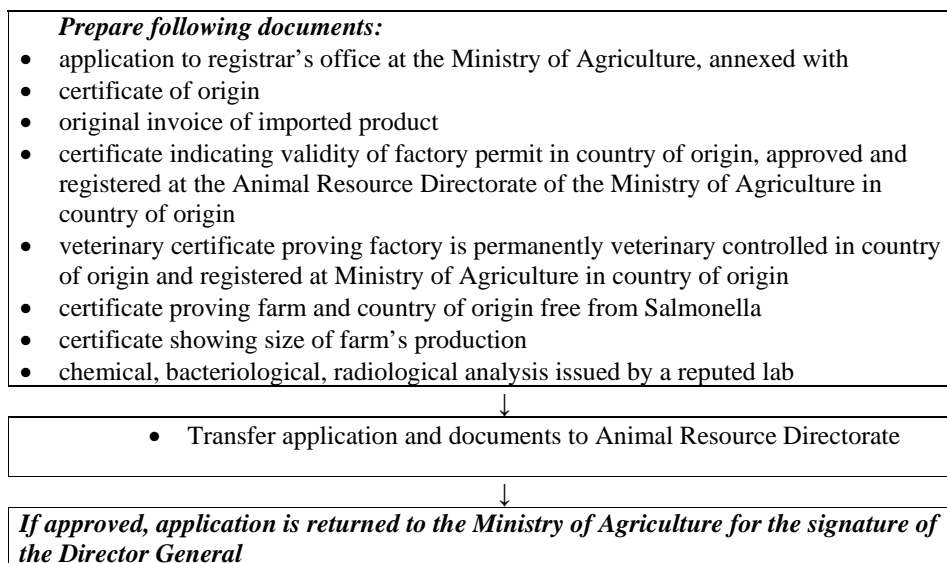 Prepare following documents:
• application to registrar’s office at the Ministry of Agriculture, annexed with
• certificate of origin
• original invoice of imported product
• certificate indicating validity of factory permit in country of origin, approved and
registered at the Animal Resource Directorate of the Ministry of Agriculture in
country of origin
• veterinary certificate proving factory is permanently veterinary controlled in country
of origin and registered at Ministry of Agriculture in country of origin
• certificate proving farm and country of origin free from Salmonella
• certificate showing size of farm’s production
• chemical, bacteriological, radiological analysis issued by a reputed lab
↓
• Transfer application and documents to Animal Resource Directorate
↓
If approved, application is returned to the Ministry of Agriculture for the signature of
the Director General